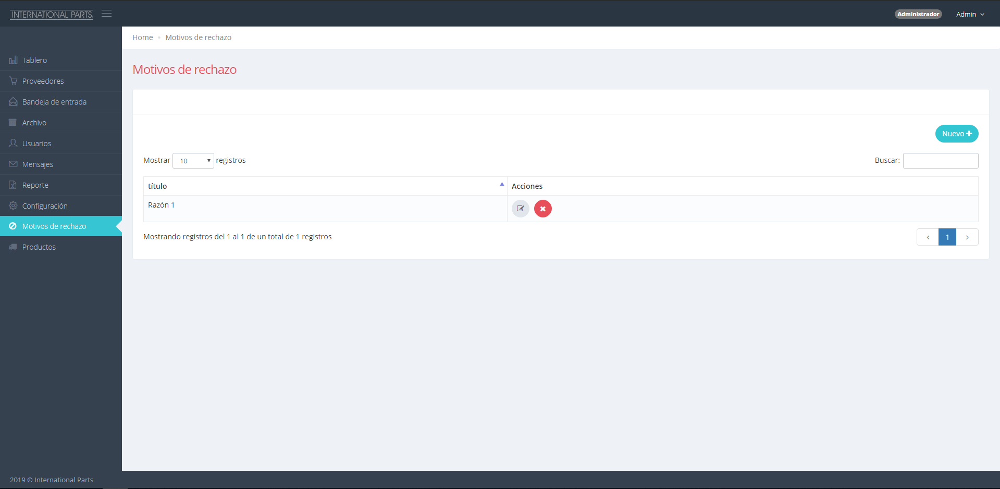 INTERNATIONAL PARTS
Administrador
Admin
Home • Motivos de rechazo
Tablero
Proveedores
Bandeja de entrada
Archivo
Usuarios
Mensajes
Reporte
Configuración
Motivos de rechazo
Productos
Motivos de rechazo
Nuevo
Mostrar 10 registros
Buscar:
título
Acciones
Razón 1
Mostrando registros del 1 al 1 de un total de 1 registros
‹ 1 ›
2019 © International Parts